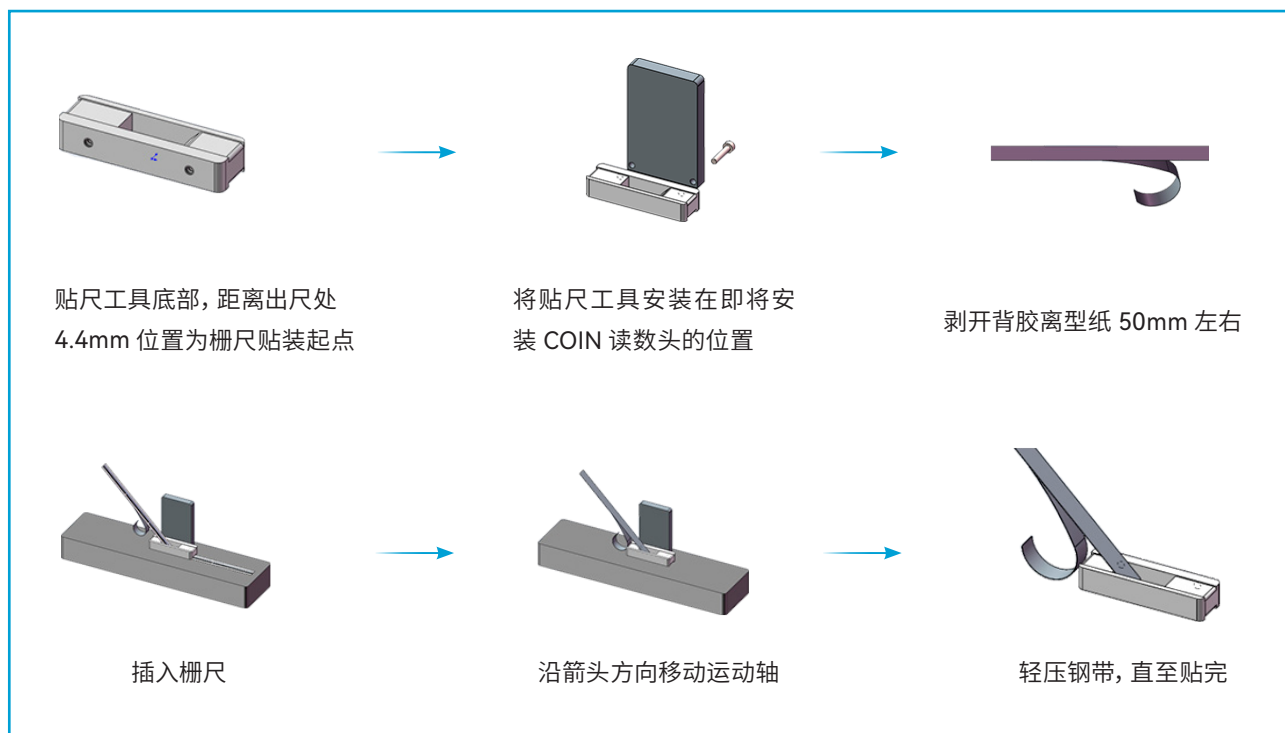 贴尺工具底部，距离出尺处
4.4mm 位置为栅尺贴装起点
将贴尺工具安装在即将安
装 COIN 读数头的位置
剥开背胶离型纸 50mm 左右
插入栅尺
沿箭头方向移动运动轴
轻压钢带，直至贴完